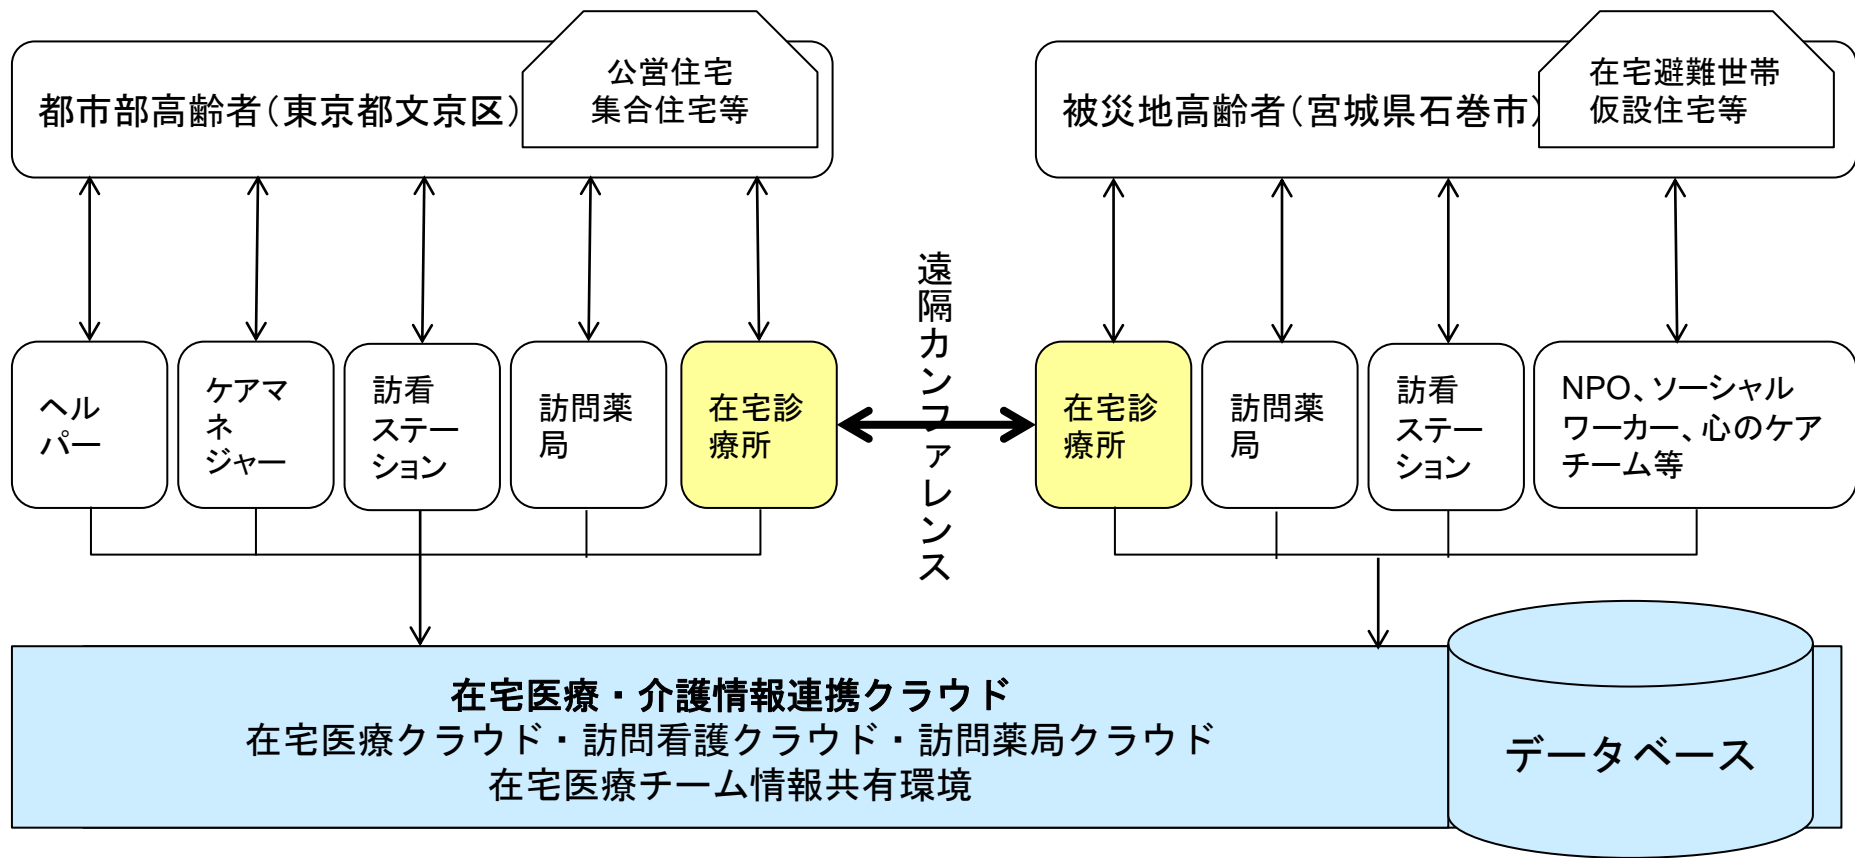 都市部高齢者(東京都文京区)
公営住宅
集合住宅等
被災地高齢者(宮城県石巻市)
在宅避難世帯
仮設住宅等
遠隔カンファレンス
ヘル
パー
ケアマ
ネ
ジャー
訪看
ステー
ション
訪問薬
局
在宅診
療所
在宅診
療所
訪問薬
局
訪看
ステー
ション
NPO、ソーシャル
ワーカー、心のケア
チーム等
在宅医療・介護情報連携クラウド
在宅医療クラウド・訪問看護クラウド・訪問薬局クラウド
在宅医療チーム情報共有環境
データベース